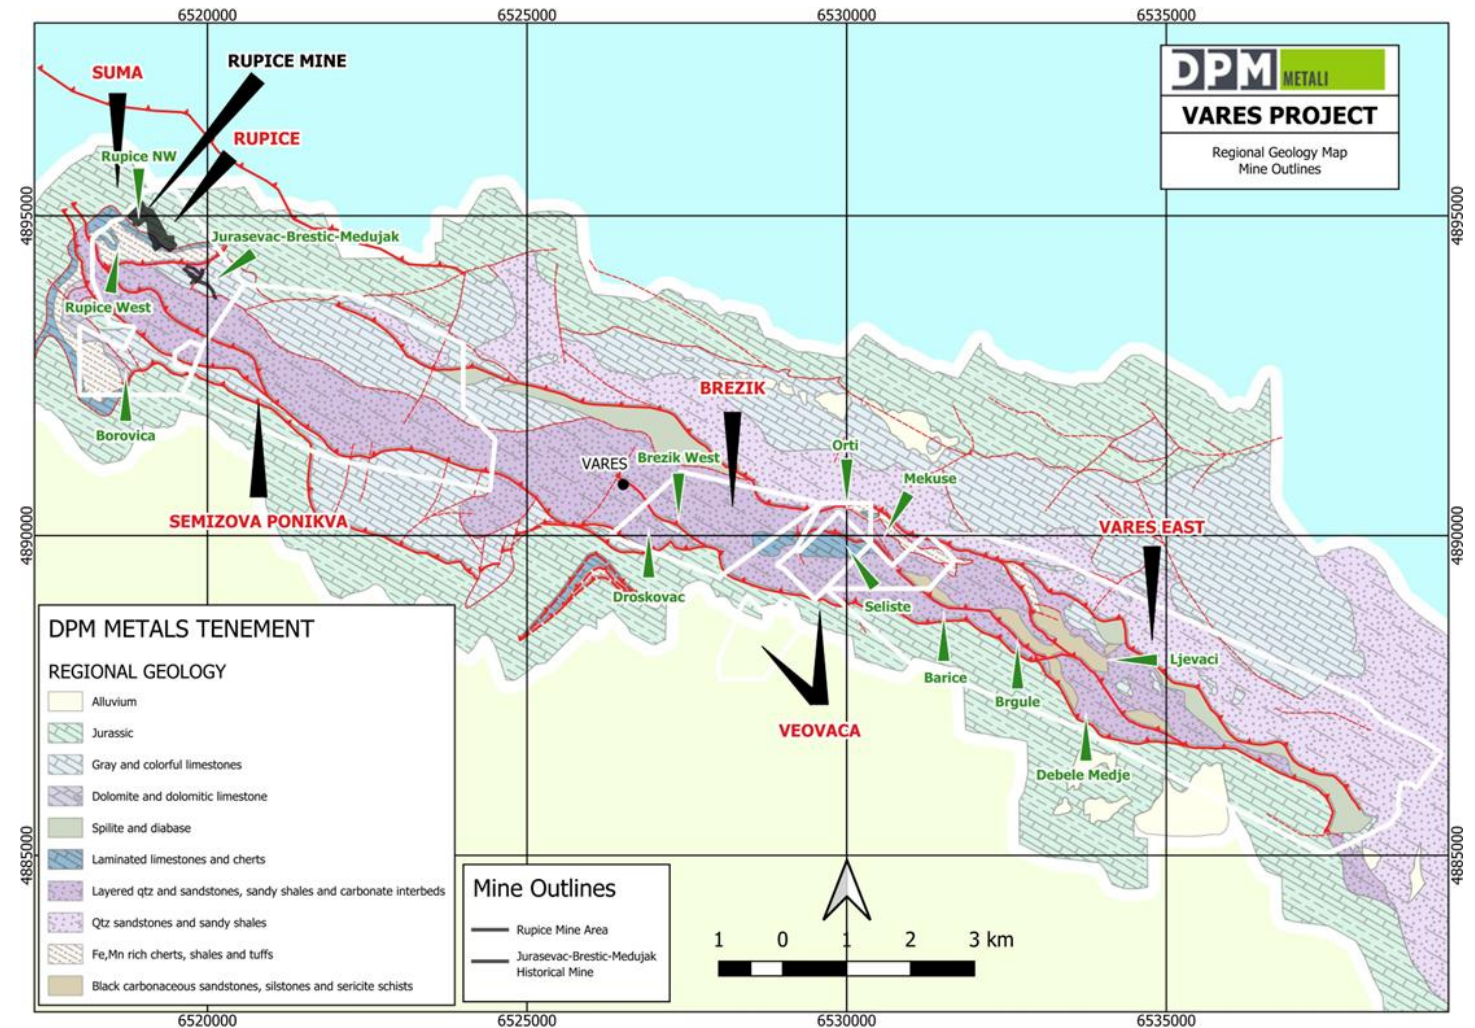 6520000
6525000
6530000
6535000
DPM METALI
VARES PROJECT
Regional Geology Map
Mine Outlines
SUMA
RUPICE MINE
RUPICE
Rupice NW
4895000
4895000
Jurasevac-Brestic-Medujak
Rupice West
BREZIK
Borovica
Orti
VARES
Brezik West
Mekuse
SEMIZOVA PONIKVA
VARES EAST
4890000
4890000
Droskovac
Seliste
Ljevaci
Barice
Brgule
VEOVACA
Debele Medje
4885000
4885000
DPM METALS TENEMENT
REGIONAL GEOLOGY
Alluvium
Jurassic
Gray and colorful limestones
Dolomite and dolomitic limestone
Spilite and diabase
Laminated limestones and cherts
Layered qtz and sandstones, sandy shales and carbonate interbeds
Qtz sandstones and sandy shales
Fe,Mn rich cherts, shales and tuffs
Black carbonaceous sandstones, silstones and sericite schists
Mine Outlines
Rupice Mine Area
Jurasevac-Brestic-Medujak
Historical Mine
1 0 1 2 3 km
6520000
6525000
6530000
6535000